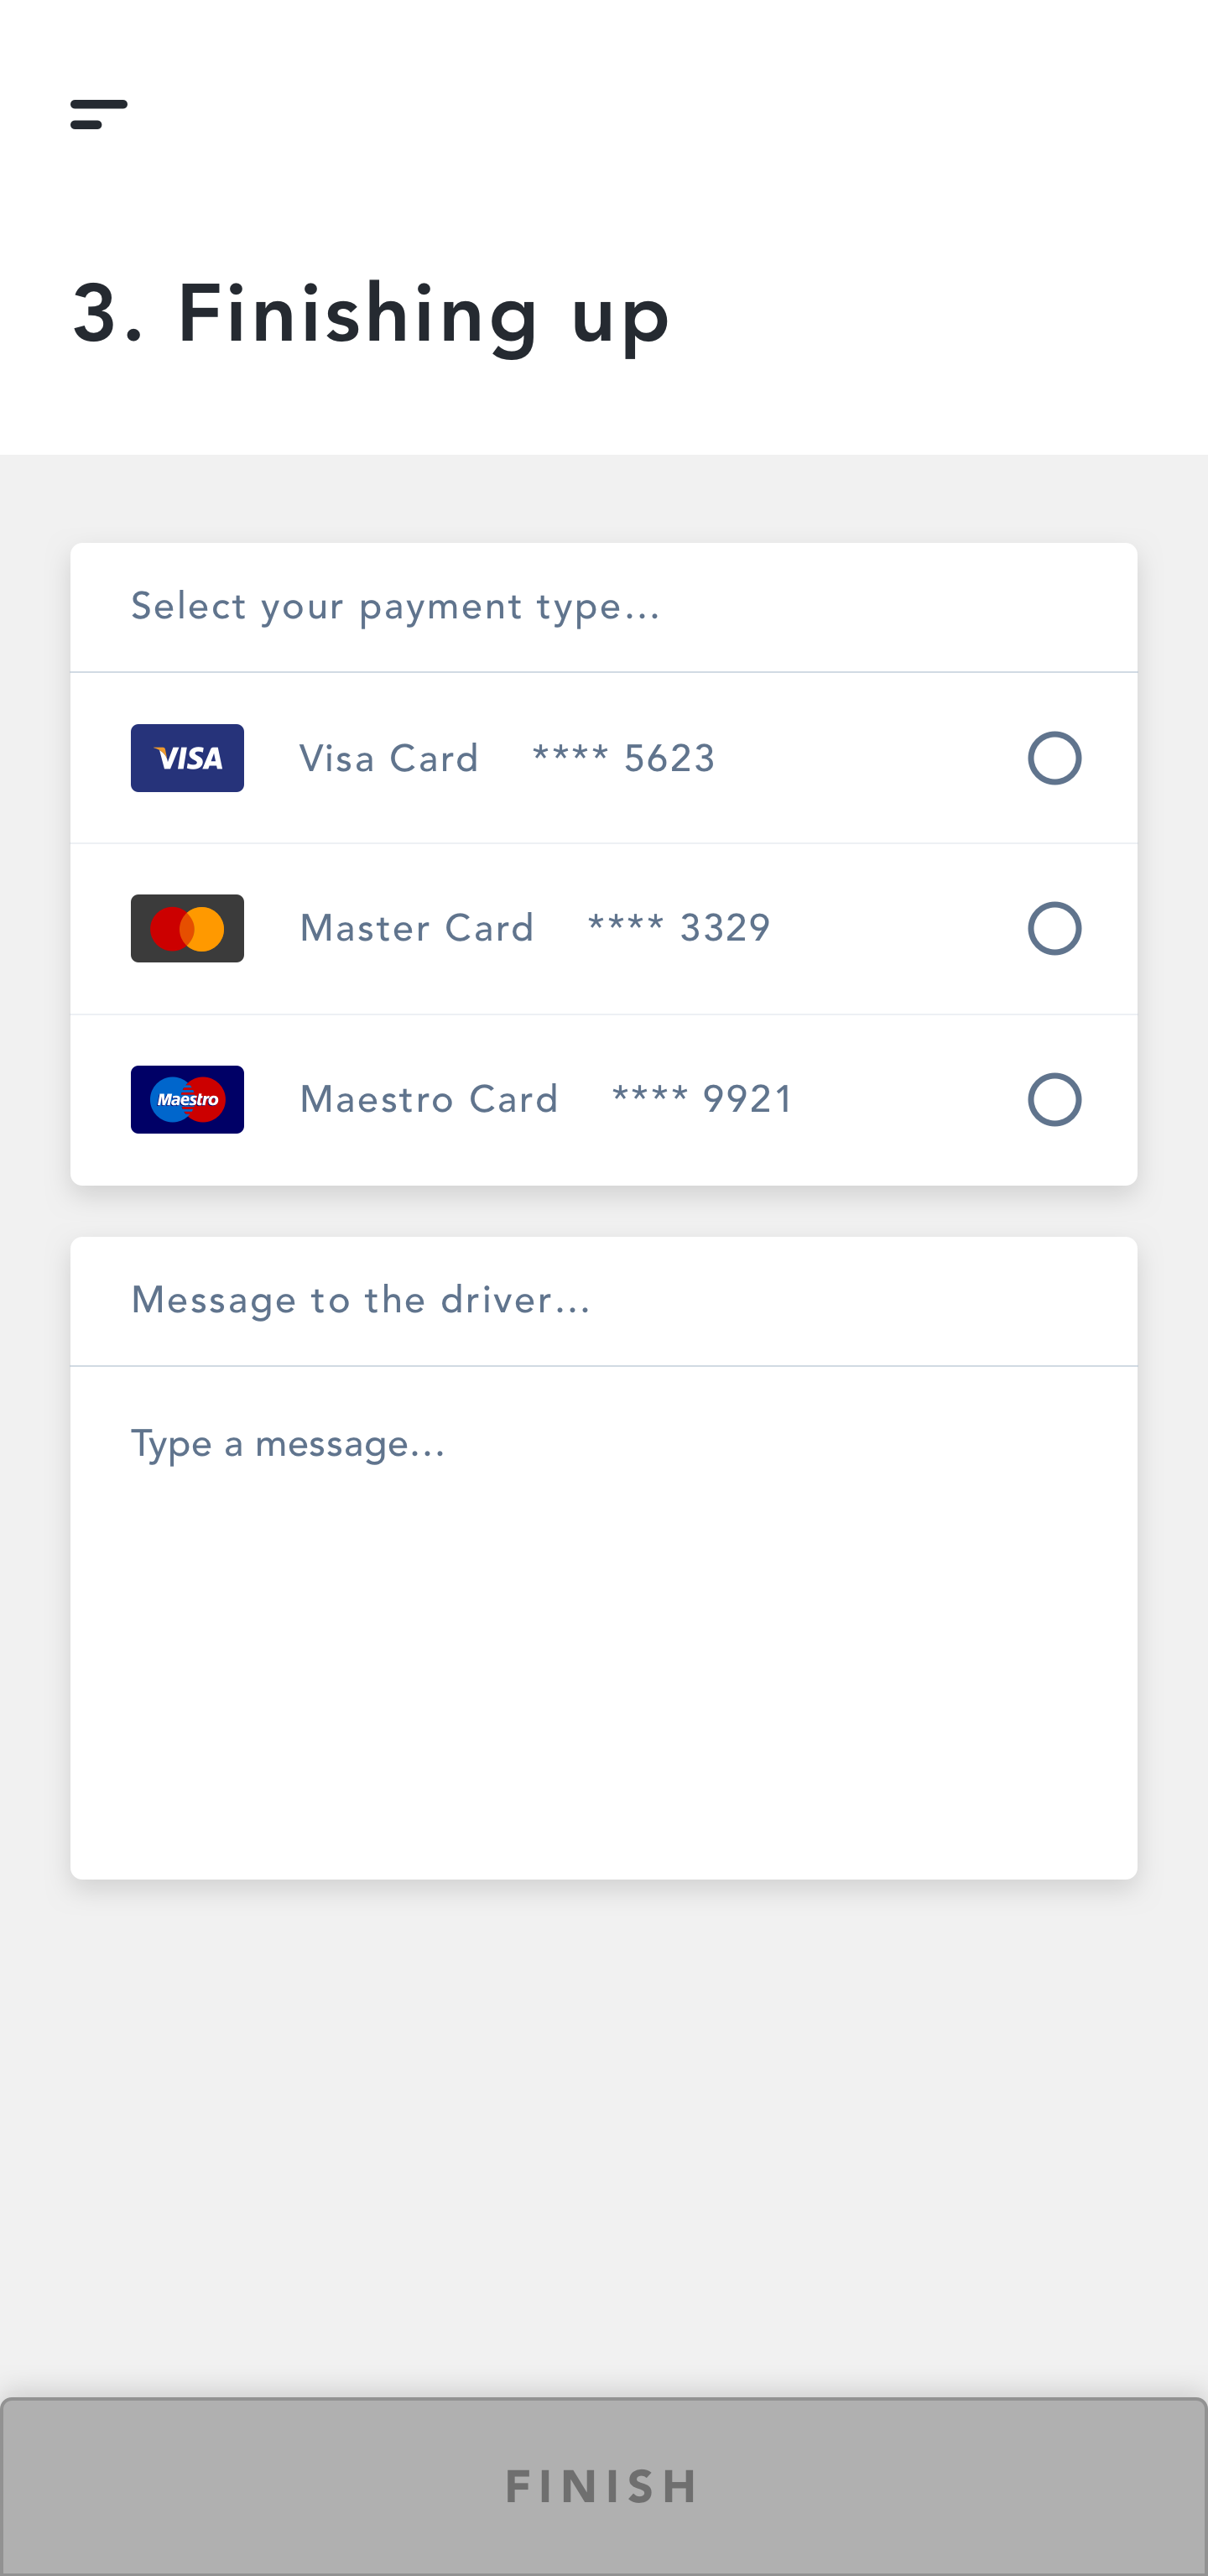 3. Finishing up
Select your payment type...
VISA Visa Card **** 5623
Master Card **** 3329
Maestro Maestro Card **** 9921
Message to the driver...
Type a message...
FINISH